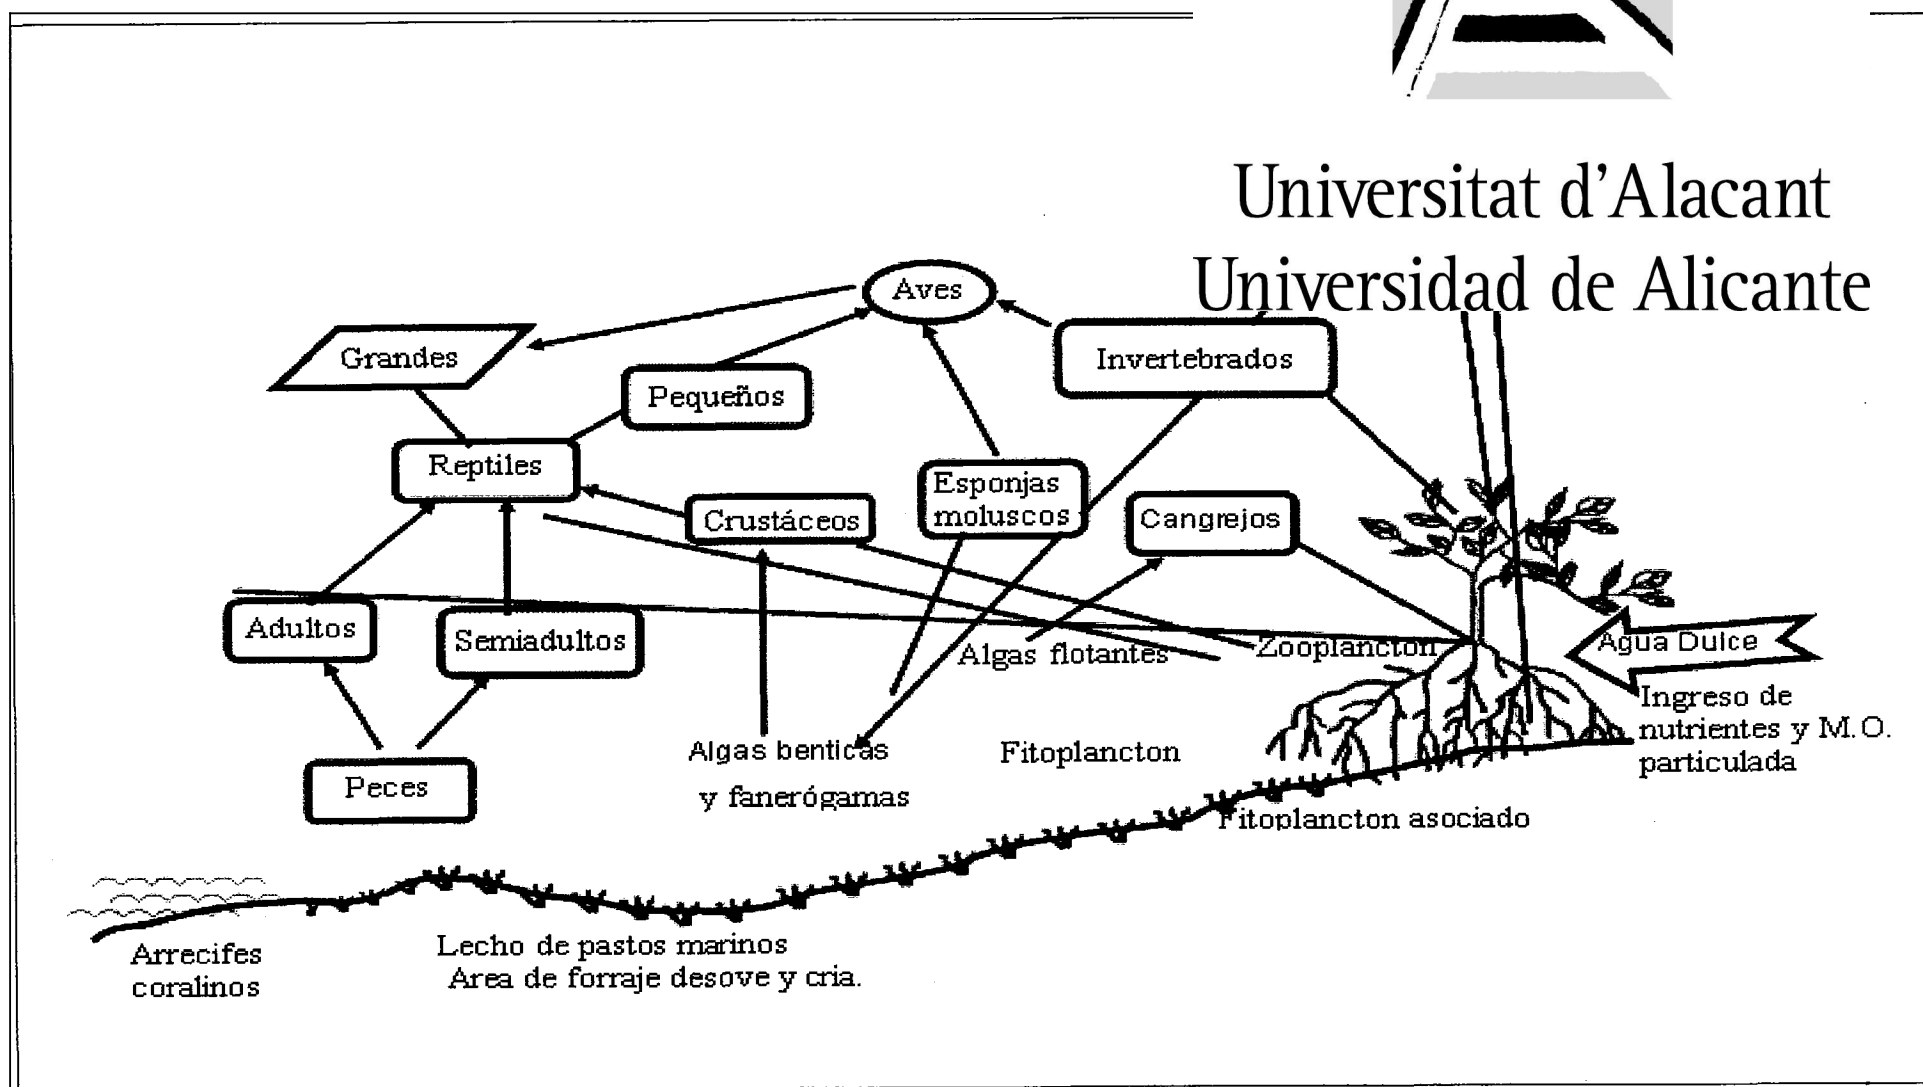 Universitat d'Alacant
Universidad de Alicante
Aves
Grandes
Invertebrados
Pequeños
Reptiles
Esponjas
moluscos
Crustáceos
Cangrejos
Adultos
Semiadultos
Algas flotantes
Zooplancton
Agua Dulce
Ingreso de
nutrientes y M.O.
particulada
Algas benticas
y fanerógamas
Fitoplancton
Peces
Fitoplancton asociado
Arrecifes
coralinos
Lecho de pastos marinos
Area de forraje desove y cria.